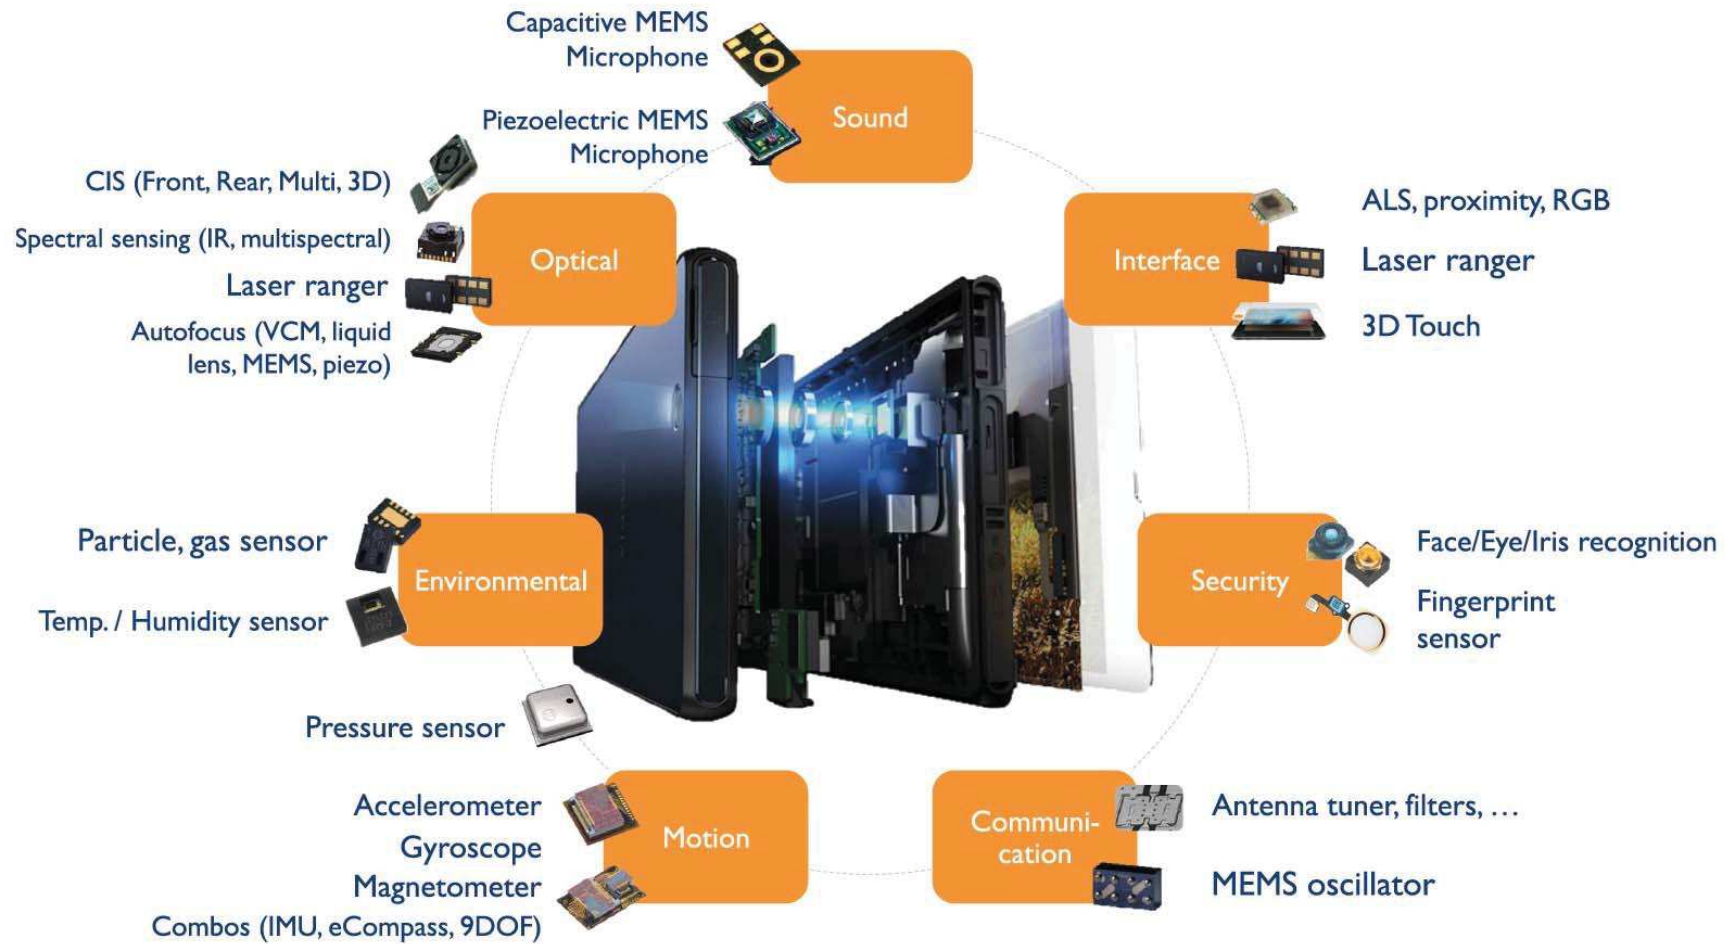 Capacitive MEMS
Microphone
Piezoelectric MEMS
Microphone
Sound
CIS (Front, Rear, Multi, 3D)
Spectral sensing (IR, multispectral)
Laser ranger
Autofocus (VCM, liquid
lens, MEMS, piezo)
Optical
Interface
ALS, proximity, RGB
Laser ranger
3D Touch
Particle, gas sensor
Temp. / Humidity sensor
Environmental
Security
Face/Eye/Iris recognition
Fingerprint
sensor
Pressure sensor
Accelerometer
Gyroscope
Magnetometer
Combos (IMU, eCompass, 9DOF)
Motion
Communi-
cation
Antenna tuner, filters, …
MEMS oscillator